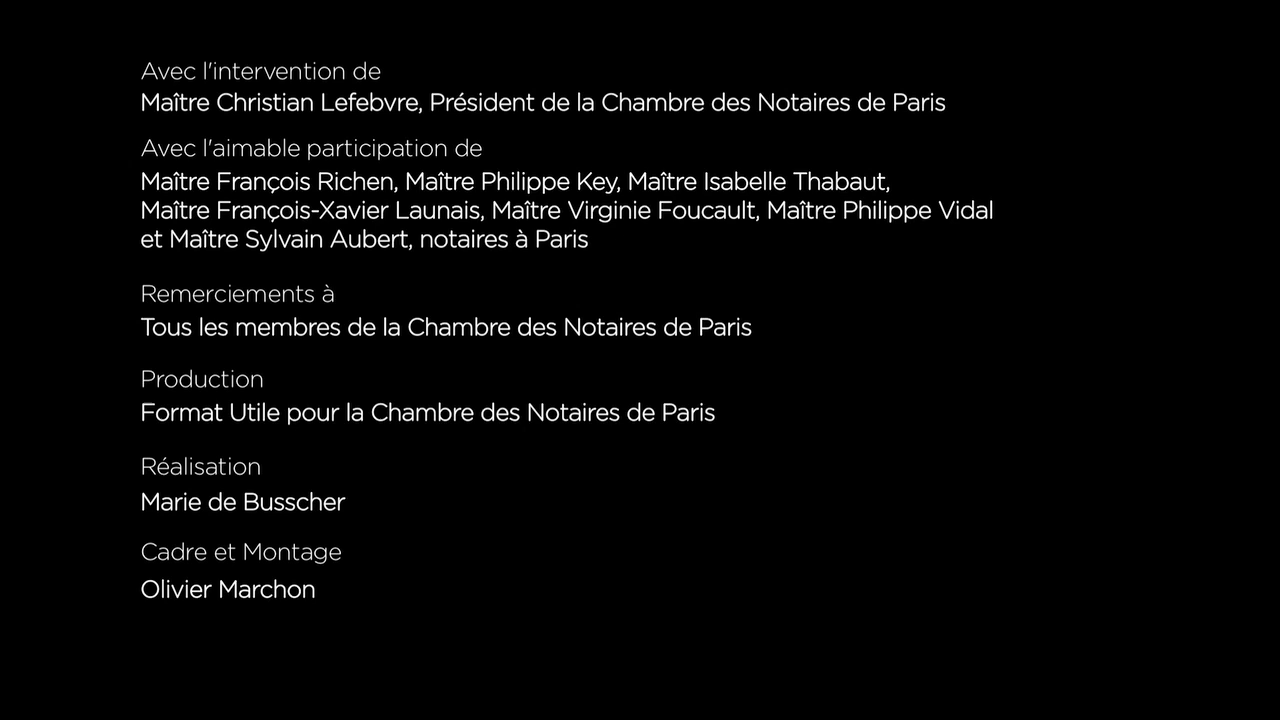 Avec l'intervention de
Maître Christian Lefebvre, Président de la Chambre des Notaires de Paris
Avec l'aimable participation de
Maître François Richen, Maître Philippe Key, Maître Isabelle Thabaut,
Maître François-Xavier Launais, Maître Virginie Foucault, Maître Philippe Vidal
et Maître Sylvain Aubert, notaires à Paris
Remerciements à
Tous les membres de la Chambre des Notaires de Paris
Production
Format Utile pour la Chambre des Notaires de Paris
Réalisation
Marie de Busscher
Cadre et Montage
Olivier Marchon